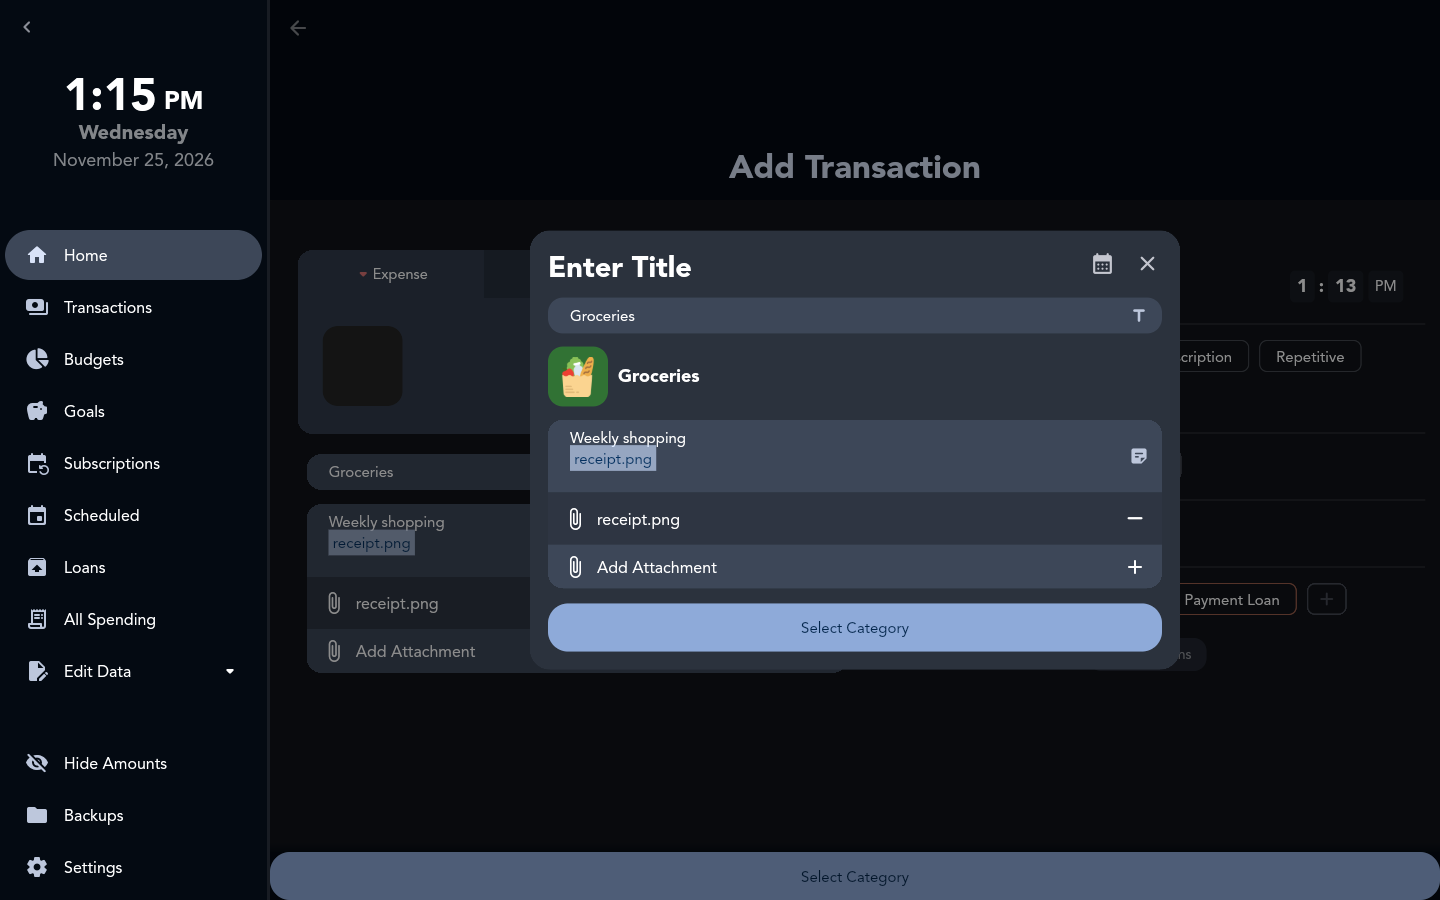 1:15 PM
Wednesday
November 25, 2026
Home
Transactions
Budgets
Goals
Subscriptions
Scheduled
Loans
All Spending
Edit Data
Hide Amounts
Backups
Settings
Add Transaction
Expense
1 : 13 PM
Repetitive
Groceries
Weekly shopping
receipt.png
receipt.png
Add Attachment
Payment Loan
Enter Title
Groceries
Groceries
Weekly shopping
receipt.png
receipt.png
Add Attachment
Select Category
Select Category